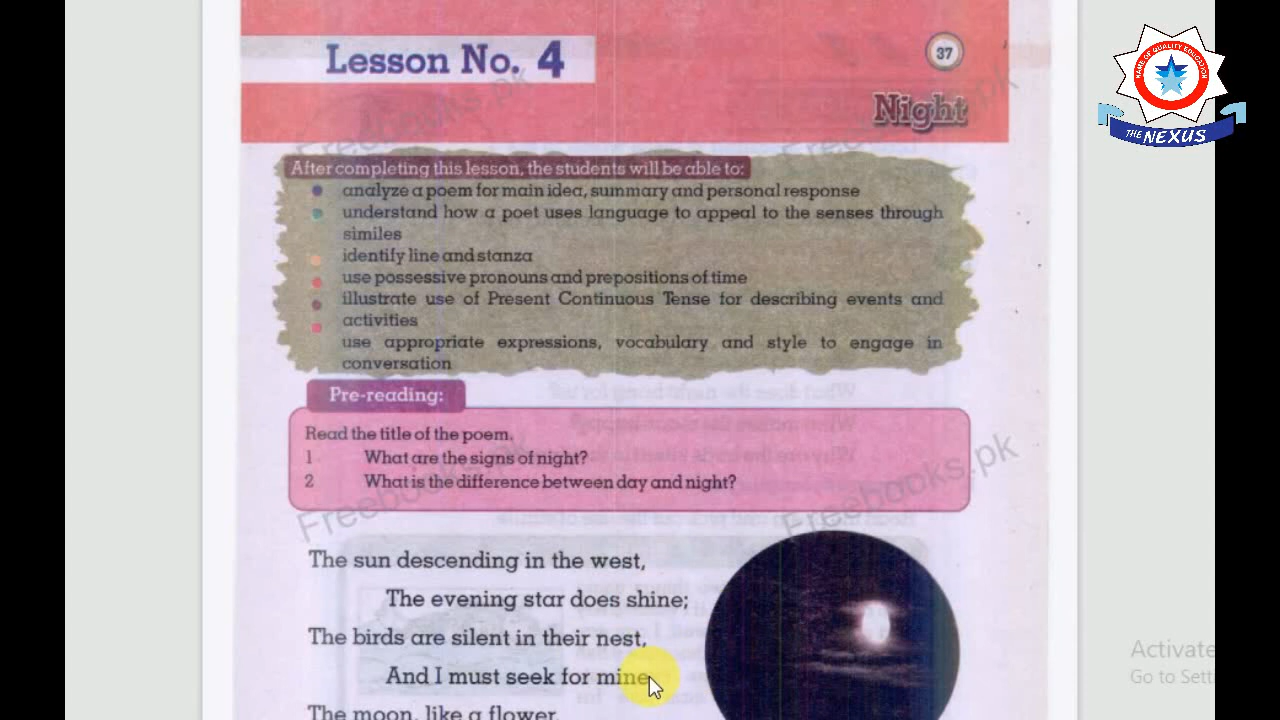 Lesson No. 4
37
Night
NAME OF QUALITY EDUCATION
THE NEXUS
After completing this lesson, the students will be able to:
analyze a poem for main idea, summary and personal response
understand how a poet uses language to appeal to the senses through
similes
identify line and stanza
use possessive pronouns and prepositions of time
illustrate use of Present Continuous Tense for describing events and
activities
use appropriate expressions, vocabulary and style to engage in
conversation
Pre-reading:
Read the title of the poem.
1 What are the signs of night?
2 What is the difference between day and night?
Freebooks.pk
Freebooks.pk
The sun descending in the west,
The evening star does shine;
The birds are silent in their nest,
And I must seek for mine
The moon, like a flower,
Activate
Go to Sett